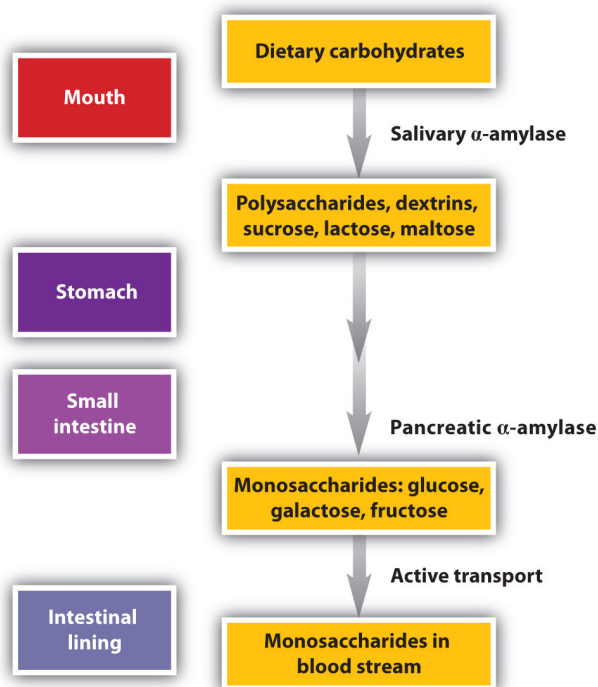 Dietary carbohydrates
Mouth
Salivary α-amylase
Polysaccharides, dextrins,
sucrose, lactose, maltose
Stomach
Small
intestine
Pancreatic α-amylase
Monosaccharides: glucose,
galactose, fructose
Active transport
Intestinal
lining
Monosaccharides in
blood stream